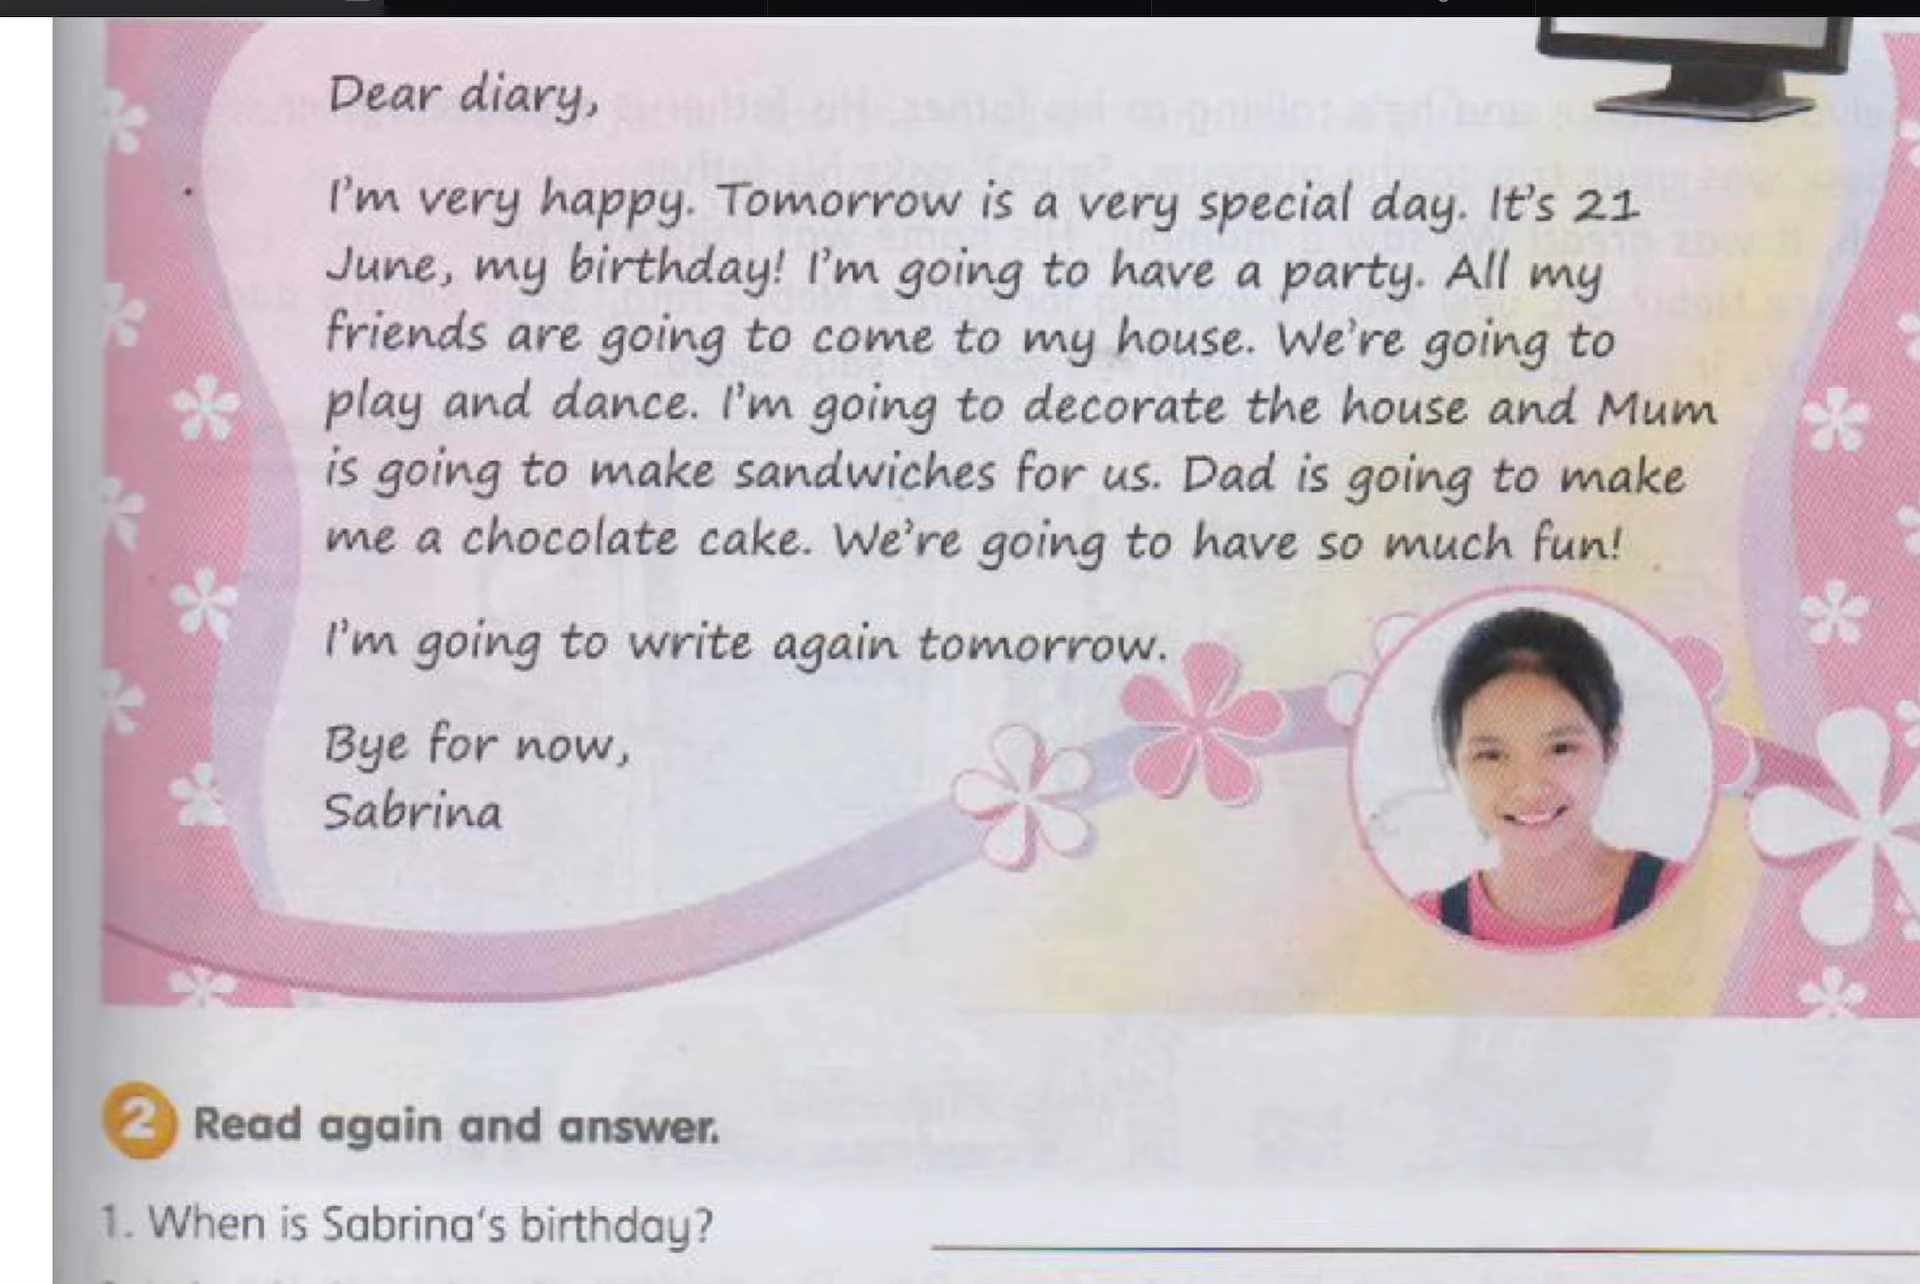 Dear diary,
I'm very happy. Tomorrow is a very special day. It's 21
June, my birthday! I'm going to have a party. All my
friends are going to come to my house. We're going to
play and dance. I'm going to decorate the house and Mum
is going to make sandwiches for us. Dad is going to make
me a chocolate cake. We're going to have so much fun!
I'm going to write again tomorrow.
Bye for now,
Sabrina
2 Read again and answer.
1. When is Sabrina's birthday?